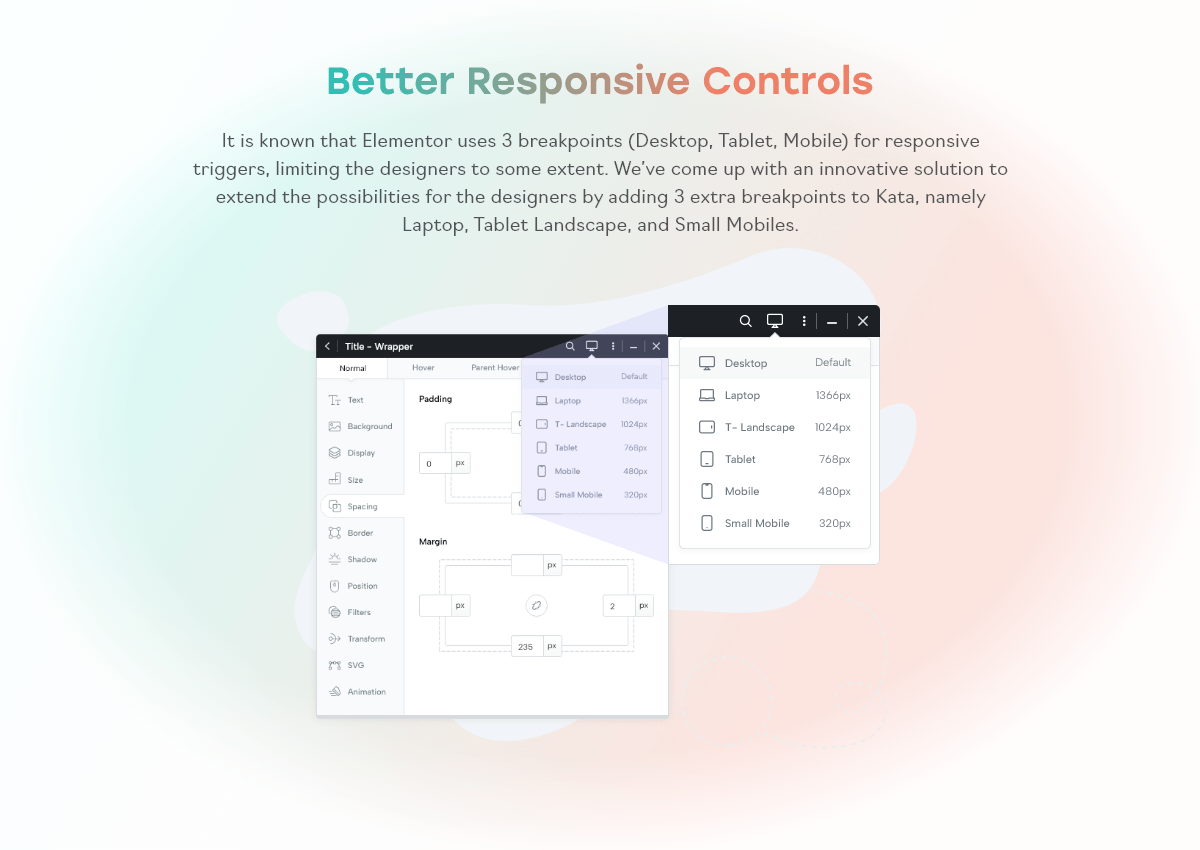 Better Responsive Controls
It is known that Elementor uses 3 breakpoints (Desktop, Tablet, Mobile) for responsive
triggers, limiting the designers to some extent. We've come up with an innovative solution to
extend the possibilities for the designers by adding 3 extra breakpoints to Kata, namely
Laptop, Tablet Landscape, and Small Mobiles.
Title - Wrapper
Normal Hover Parent Hover
Text
Background
Display
Size
Spacing
Border
Shadow
Position
Filters
Transform
SVG
Animation
Padding
0
0 px
0
Margin
px
px 2 px
235 px
Desktop Default
Laptop 1366px
T- Landscape 1024px
Tablet 768px
Mobile 480px
Small Mobile 320px
Desktop Default
Laptop 1366px
T- Landscape 1024px
Tablet 768px
Mobile 480px
Small Mobile 320px